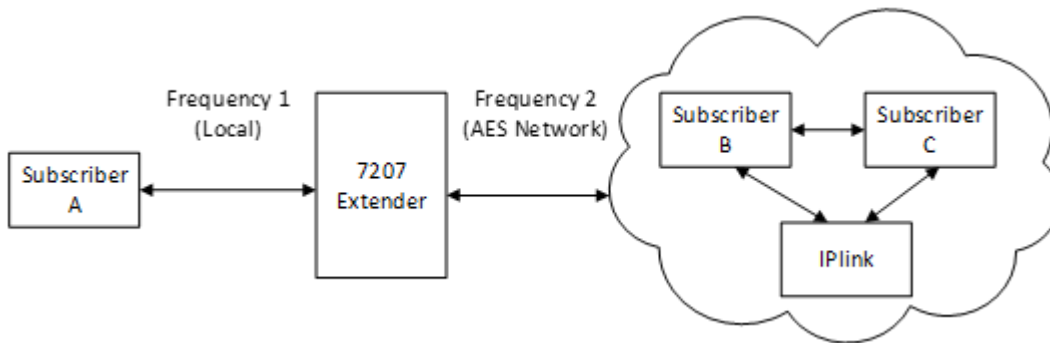 Frequency 1
(Local)
Frequency 2
(AES Network)
Subscriber
A
7207
Extender
Subscriber
B
Subscriber
C
IPlink